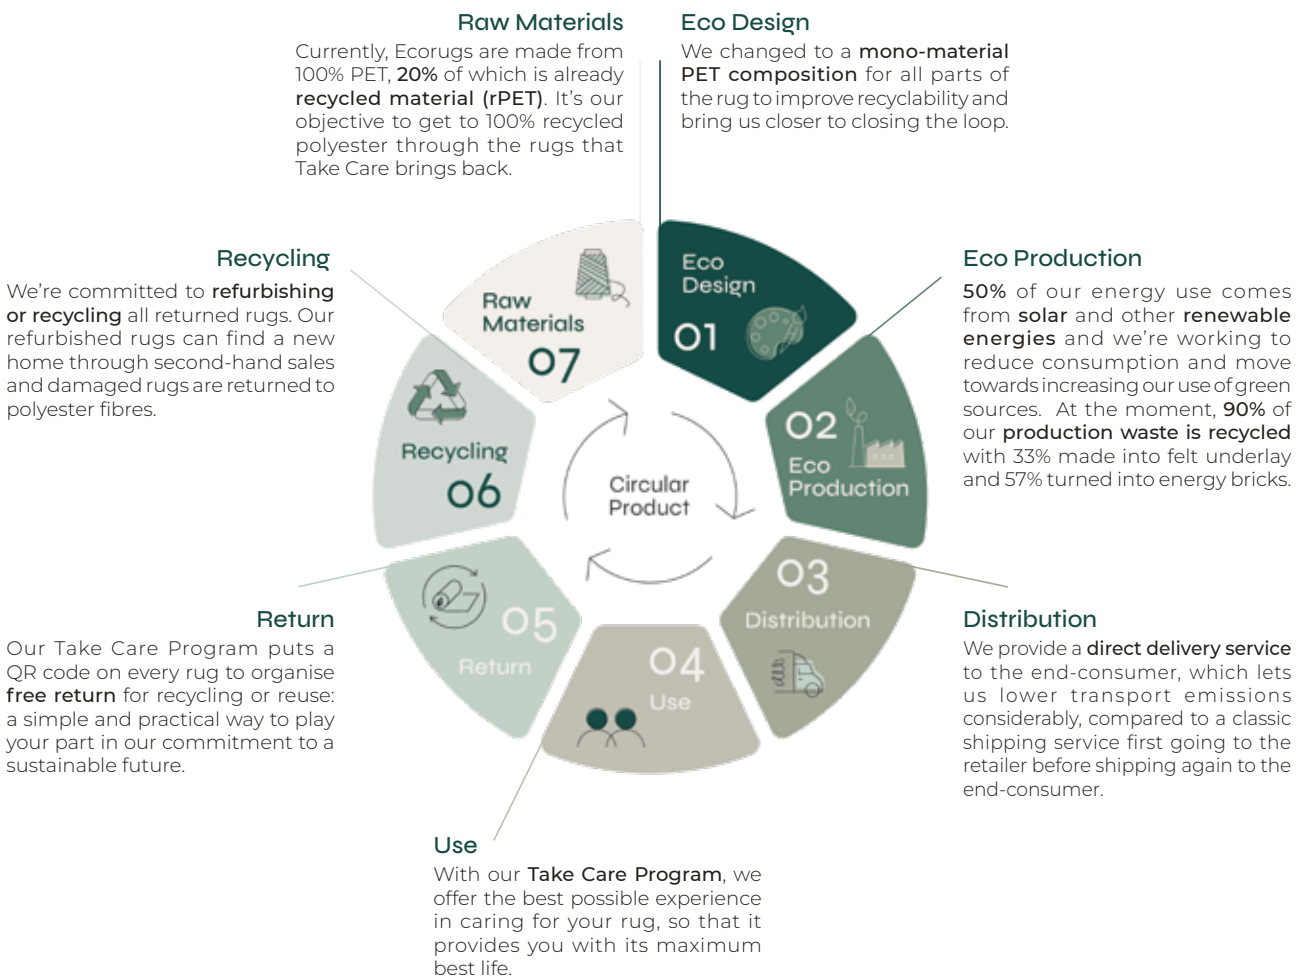 Raw Materials
Currently, Ecorugs are made from
100% PET, 20% of which is already
recycled material (rPET). It's our
objective to get to 100% recycled
polyester through the rugs that
Take Care brings back.
Eco Design
We changed to a mono-material
PET composition for all parts of
the rug to improve recyclability and
bring us closer to closing the loop.
Recycling
We're committed to refurbishing
or recycling all returned rugs. Our
refurbished rugs can find a new
home through second-hand sales
and damaged rugs are returned to
polyester fibres.
Eco Production
50% of our energy use comes
from solar and other renewable
energies and we're working to
reduce consumption and move
towards increasing our use of green
sources. At the moment, 90% of
our production waste is recycled
with 33% made into felt underlay
and 57% turned into energy bricks.
Raw
Materials
07
Eco
Design
01
02
Eco
Production
Recycling
06
Circular
Product
03
Distribution
05
Return
04
Use
Return
Our Take Care Program puts a
QR code on every rug to organise
free return for recycling or reuse:
a simple and practical way to play
your part in our commitment to a
sustainable future.
Distribution
We provide a direct delivery service
to the end-consumer, which lets
us lower transport emissions
considerably, compared to a classic
shipping service first going to the
retailer before shipping again to the
end-consumer.
Use
With our Take Care Program, we
offer the best possible experience
in caring for your rug, so that it
provides you with its maximum
best life.